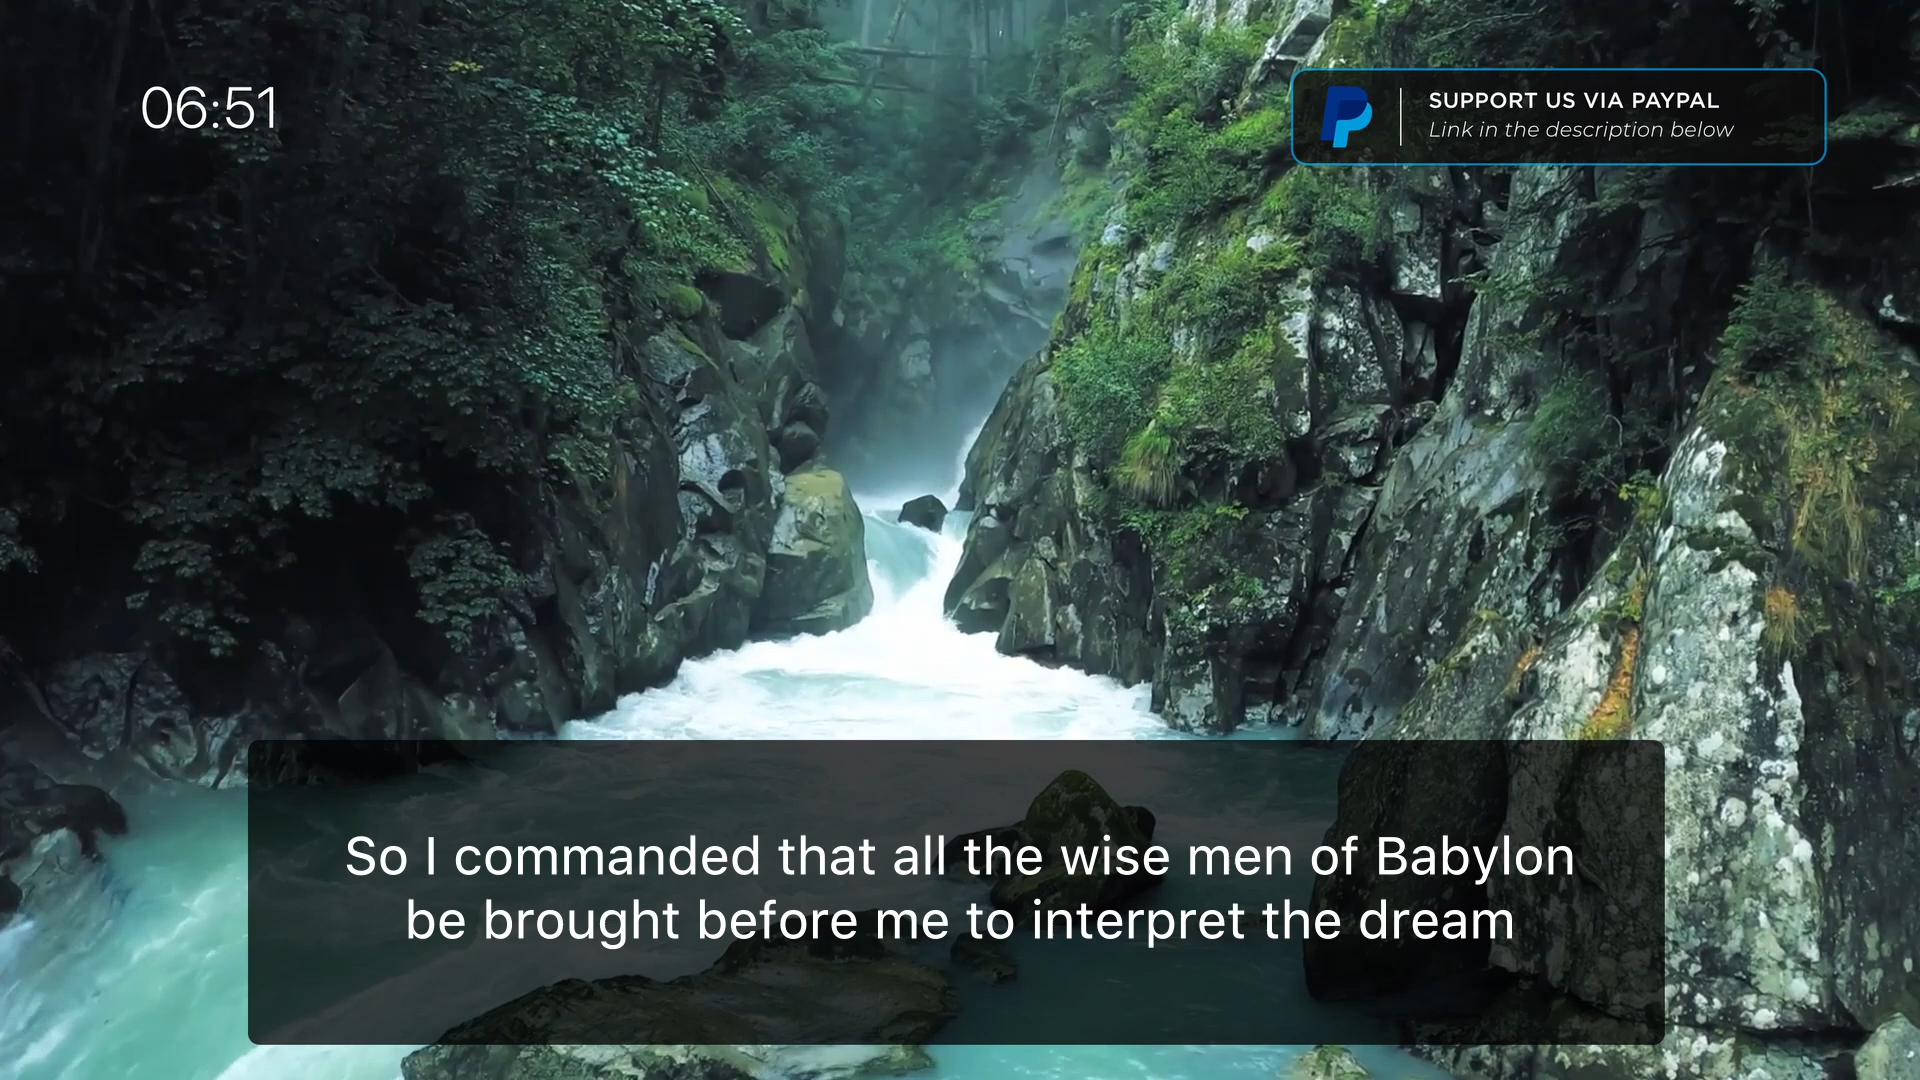 06:51
SUPPORT US VIA PAYPAL
Link in the description below
So I commanded that all the wise men of Babylon
be brought before me to interpret the dream